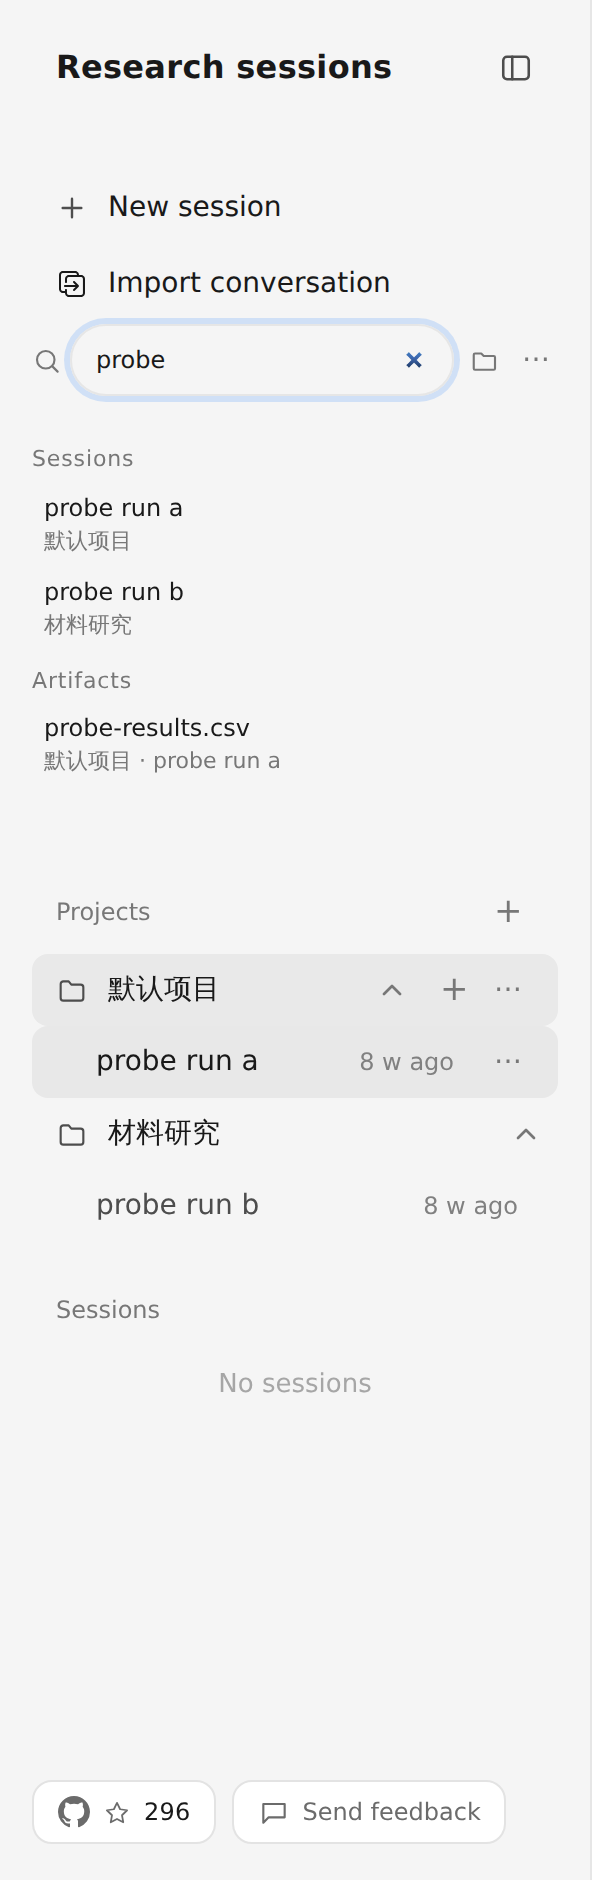 Research sessions
New session
Import conversation
probe
Sessions
probe run a
默认项目
probe run b
材料研究
Artifacts
probe-results.csv
默认项目 · probe run a
Projects
默认项目
probe run a 8 w ago
材料研究
probe run b 8 w ago
Sessions
No sessions
296 Send feedback